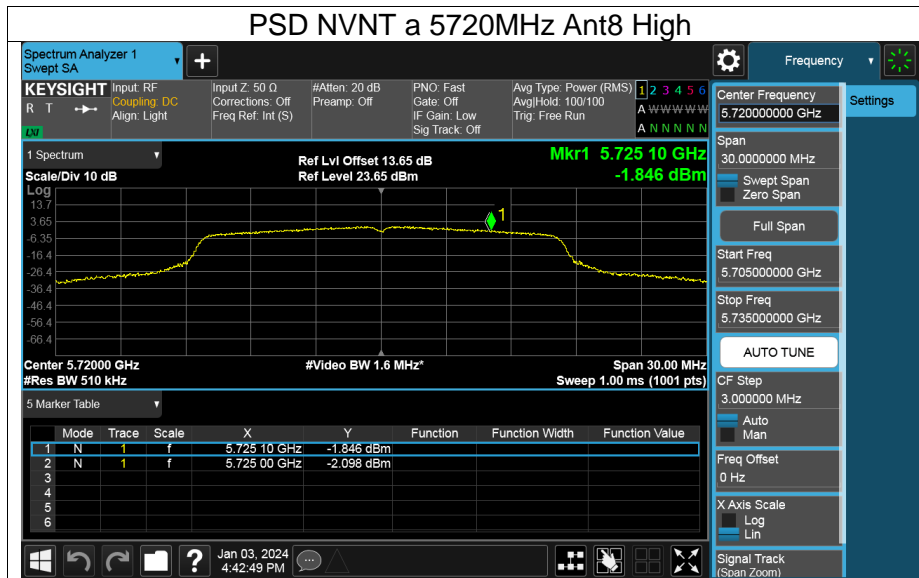 PSD NVNT a 5720MHz Ant8 High
Spectrum Analyzer 1
Swept SA
+
Frequency
KEYSIGHT
R T
LXI
Input: RF
Coupling: DC
Align: Light
Input Z: 50 Ω
Corrections: Off
Freq Ref: Int (S)
#Atten: 20 dB
Preamp: Off
PNO: Fast
Gate: Off
IF Gain: Low
Sig Track: Off
Avg Type: Power (RMS)
Avg|Hold: 100/100
Trig: Free Run
1 2 3 4 5 6
A W W W W W
A N N N N N
1 Spectrum
Scale/Div 10 dB
Ref Lvl Offset 13.65 dB
Ref Level 23.65 dBm
Mkr1 5.725 10 GHz
-1.846 dBm
Log
13.7
3.65
-6.35
-16.4
-26.4
-36.4
-46.4
-56.4
-66.4
1
Center 5.72000 GHz
#Video BW 1.6 MHz*
Span 30.00 MHz
#Res BW 510 kHz
Sweep 1.00 ms (1001 pts)
5 Marker Table
Mode Trace Scale X Y Function Function Width Function Value
1 N 1 f 5.725 10 GHz -1.846 dBm
2 N 1 f 5.725 00 GHz -2.098 dBm
3
4
5
6
?
Jan 03, 2024
4:42:49 PM
Center Frequency
5.720000000 GHz
Settings
Span
30.0000000 MHz
Swept Span
Zero Span
Full Span
Start Freq
5.705000000 GHz
Stop Freq
5.735000000 GHz
AUTO TUNE
CF Step
3.000000 MHz
Auto
Man
Freq Offset
0 Hz
X Axis Scale
Log
Lin
Signal Track
(Span Zoom)